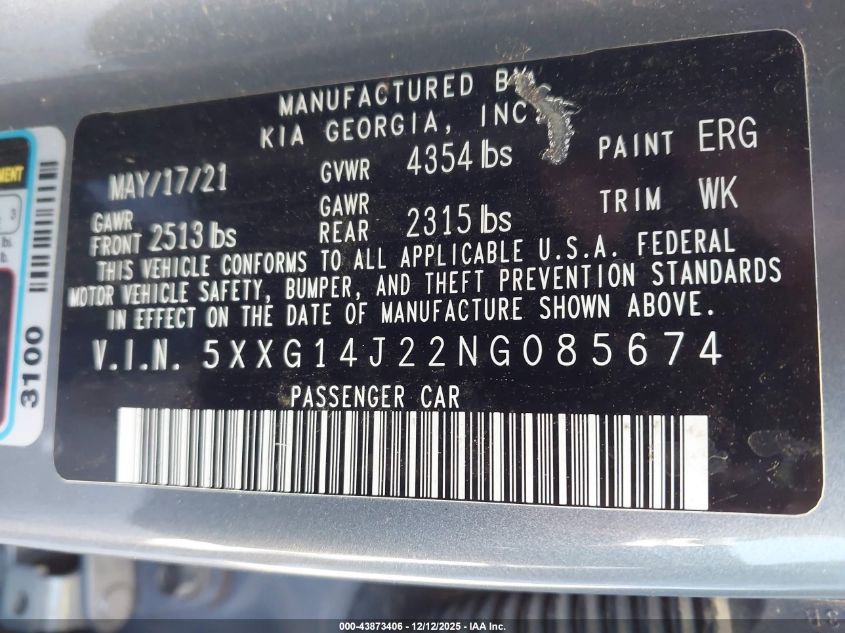 MANUFACTURED BY
KIA GEORGIA, INC.
MAY/17/21 GVWR 4354 lbs PAINT ERG
GAWR FRONT 2513 lbs GAWR REAR 2315 lbs TRIM WK
THIS VEHICLE CONFORMS TO ALL APPLICABLE U.S.A. FEDERAL
MOTOR VEHICLE SAFETY, BUMPER, AND THEFT PREVENTION STANDARDS
IN EFFECT ON THE DATE OF MANUFACTURE SHOWN ABOVE.
V.I.N. 5XXG14J22NG085674
PASSENGER CAR
3100
3
000-43873406 - 12/12/2025 - IAA Inc.